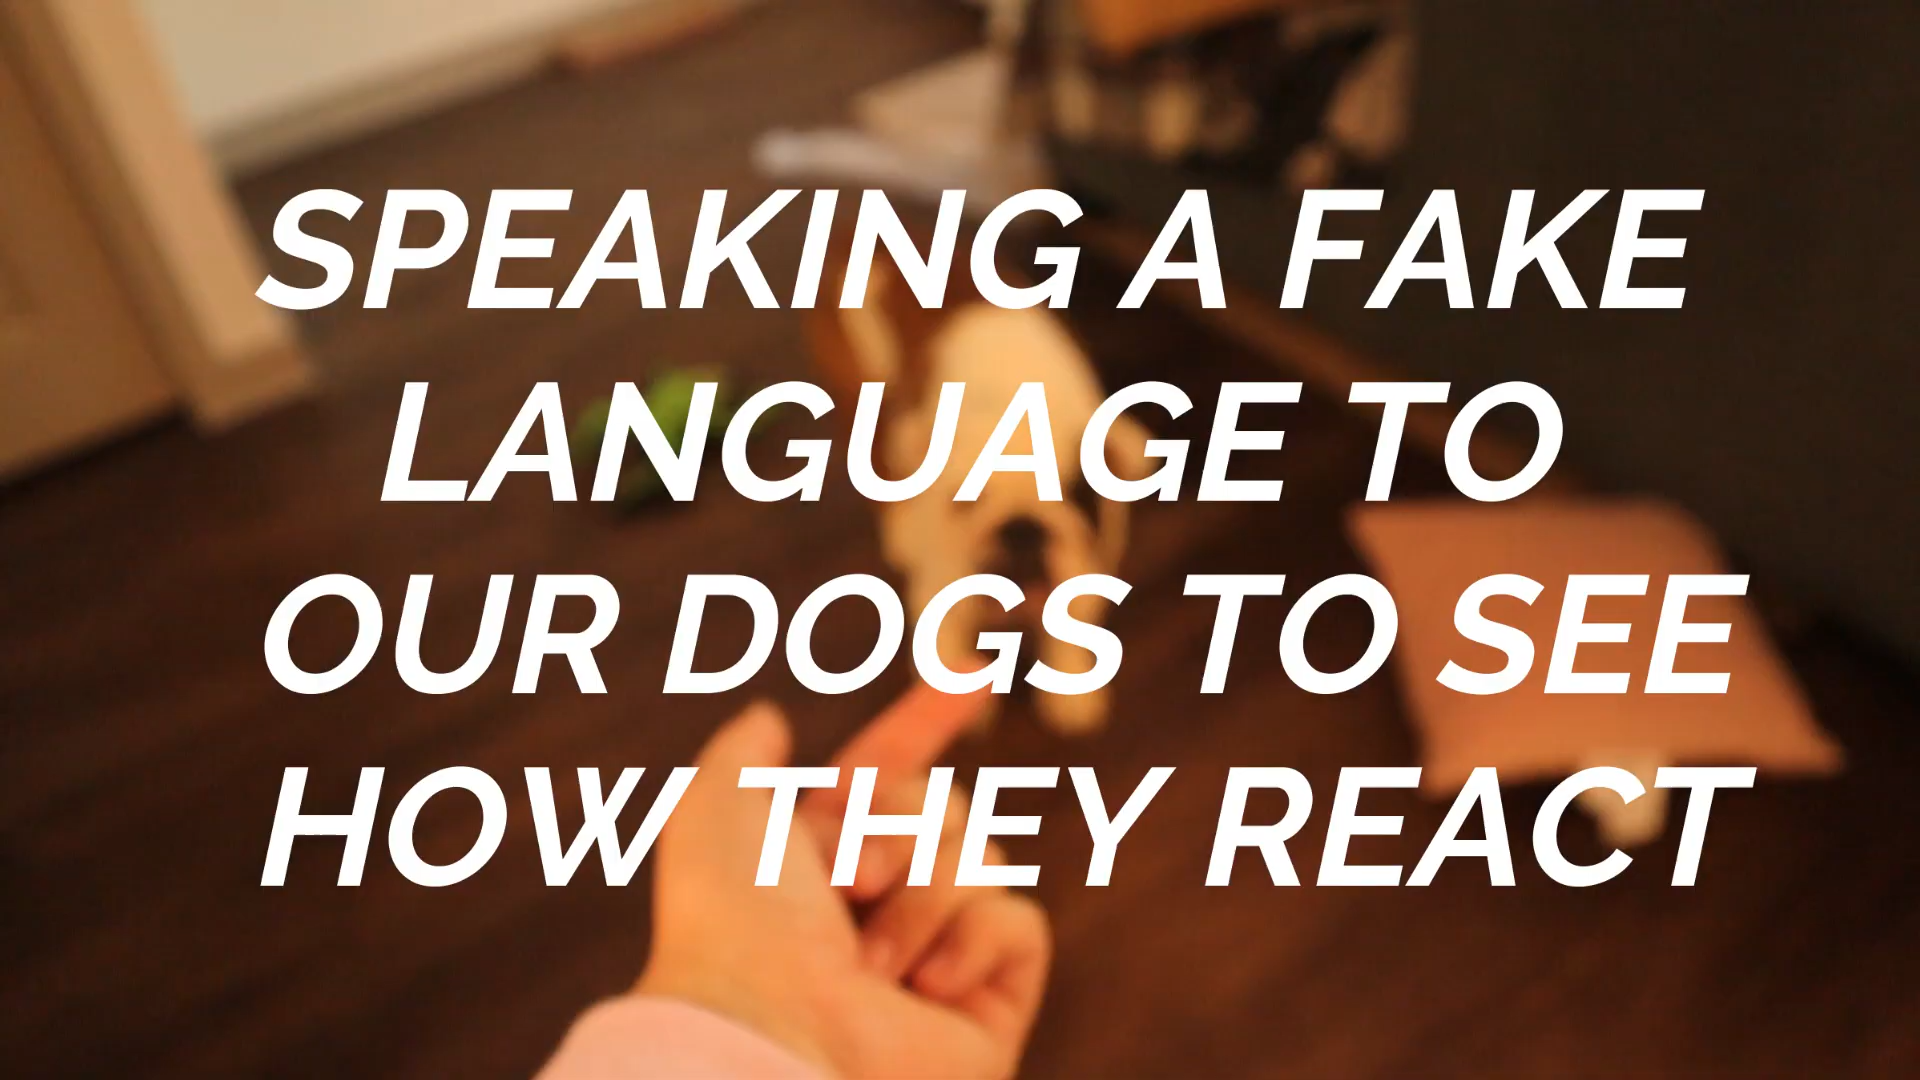 SPEAKING A FAKE
LANGUAGE TO
OUR DOGS TO SEE
HOW THEY REACT